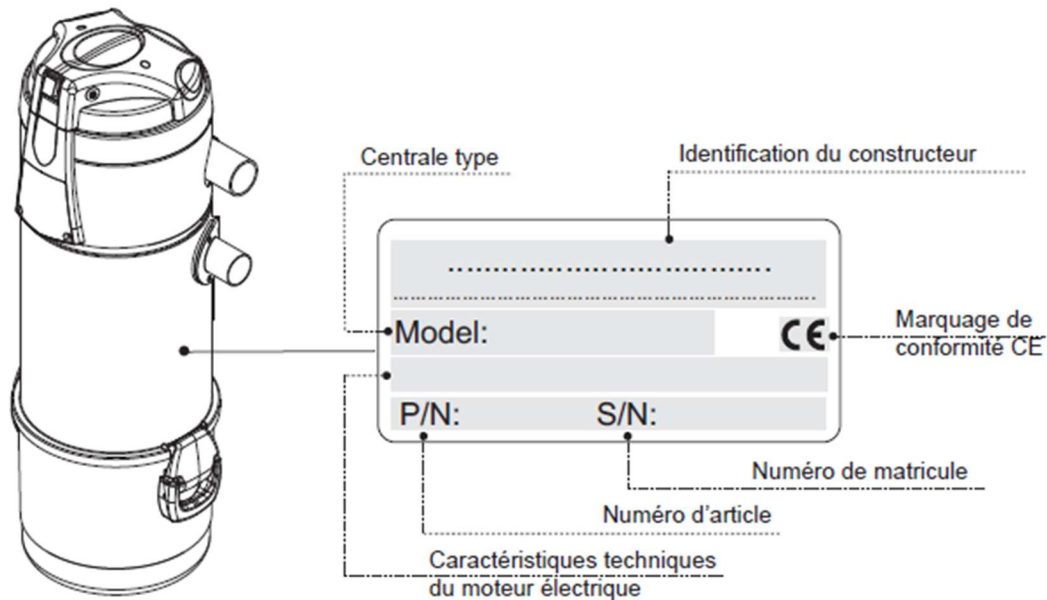 Centrale type
Identification du constructeur
Model:
CE
Marquage de
conformité CE
P/N: S/N:
Numéro de matricule
Numéro d’article
Caractéristiques techniques
du moteur électrique